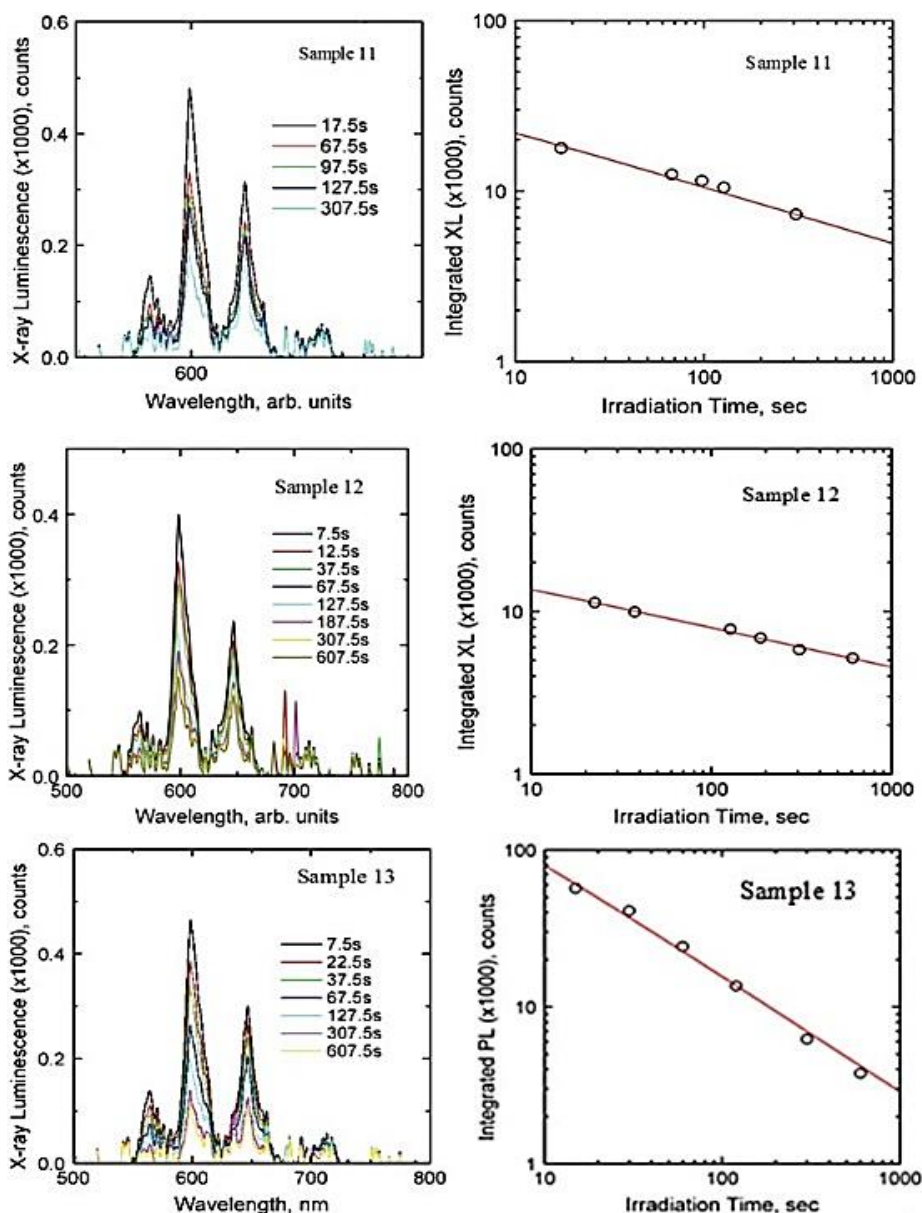 0.6
0.4
0.2
0.0
X-ray Luminescence (x1000), counts
Sample 11
17.5s
67.5s
97.5s
127.5s
307.5s
600
Wavelength, arb. units
100
10
1
Integrated XL (x1000), counts
Sample 11
10 100 1000
Irradiation Time, sec
0.4
0.2
0.0
X-ray Luminescence (x1000), counts
Sample 12
7.5s
12.5s
37.5s
67.5s
127.5s
187.5s
307.5s
607.5s
500 600 700 800
Wavelength, arb. units
100
10
1
Integrated XL (x1000), counts
Sample 12
10 100 1000
Irradiation Time, sec
0.6
0.4
0.2
0.0
X-ray Luminescence (x1000), counts
Sample 13
7.5s
22.5s
37.5s
67.5s
127.5s
307.5s
607.5s
500 600 700 800
Wavelength, nm
100
10
1
Integrated PL (x1000), counts
Sample 13
10 100 1000
Irradiation Time, sec